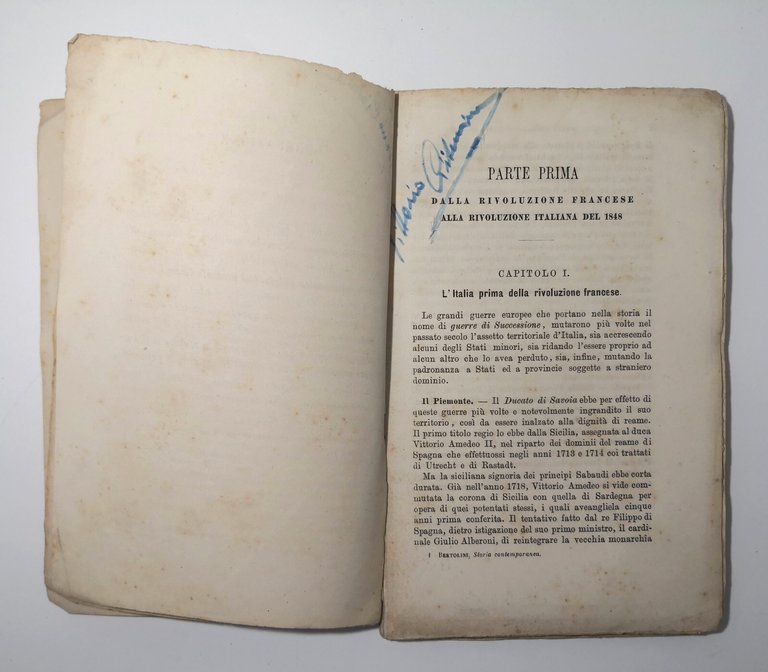 PARTE PRIMA
DALLA RIVOLUZIONE FRANCESE
ALLA RIVOLUZIONE ITALIANA DEL 1848
CAPITOLO I.
L'Italia prima della rivoluzione francese.
Le grandi guerre europee che portano nella storia il
nome di guerre di Successione, mutarono più volte nel
passato secolo l'assetto territoriale d'Italia, sia accrescendo
alcuni degli Stati minori, sia ridando l'essere proprio ad
alcun altro che lo avea perduto, sia, infine, mutando la
padronanza a Stati ed a provincie soggette a straniero
dominio.
Il Piemonte. — Il Ducato di Savoia ebbe per effetto di
queste guerre più volte e notevolmente ingrandito il suo
territorio, così da essere inalzato alla dignità di reame.
Il primo titolo regio lo ebbe dalla Sicilia, assegnata al duca
Vittorio Amedeo II, nel riparto dei dominii del reame di
Spagna che effettuossi negli anni 1713 e 1714 coi trattati
di Utrecht e di Rastadt.
Ma la siciliana signoria dei principi Sabaudi ebbe corta
durata. Già nell'anno 1718, Vittorio Amedeo si vide com-
mutata la corona di Sicilia con quella di Sardegna per
opera di quei potentati stessi, i quali aveangliela cinque
anni prima conferita. Il tentativo fatto dal re Filippo di
Spagna, dietro istigazione del suo primo ministro, il cardi-
nale Giulio Alberoni, di reintegrare la vecchia monarchia
1 BERTOLINI, Storia contemporanea.